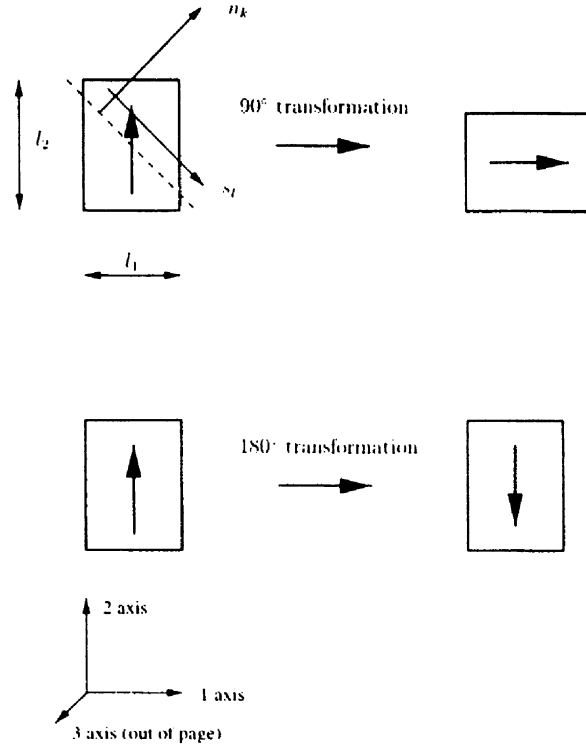 n_k
90° transformation
l_2
s_l
l_1
180° transformation
2 axis
1 axis
3 axis (out of page)